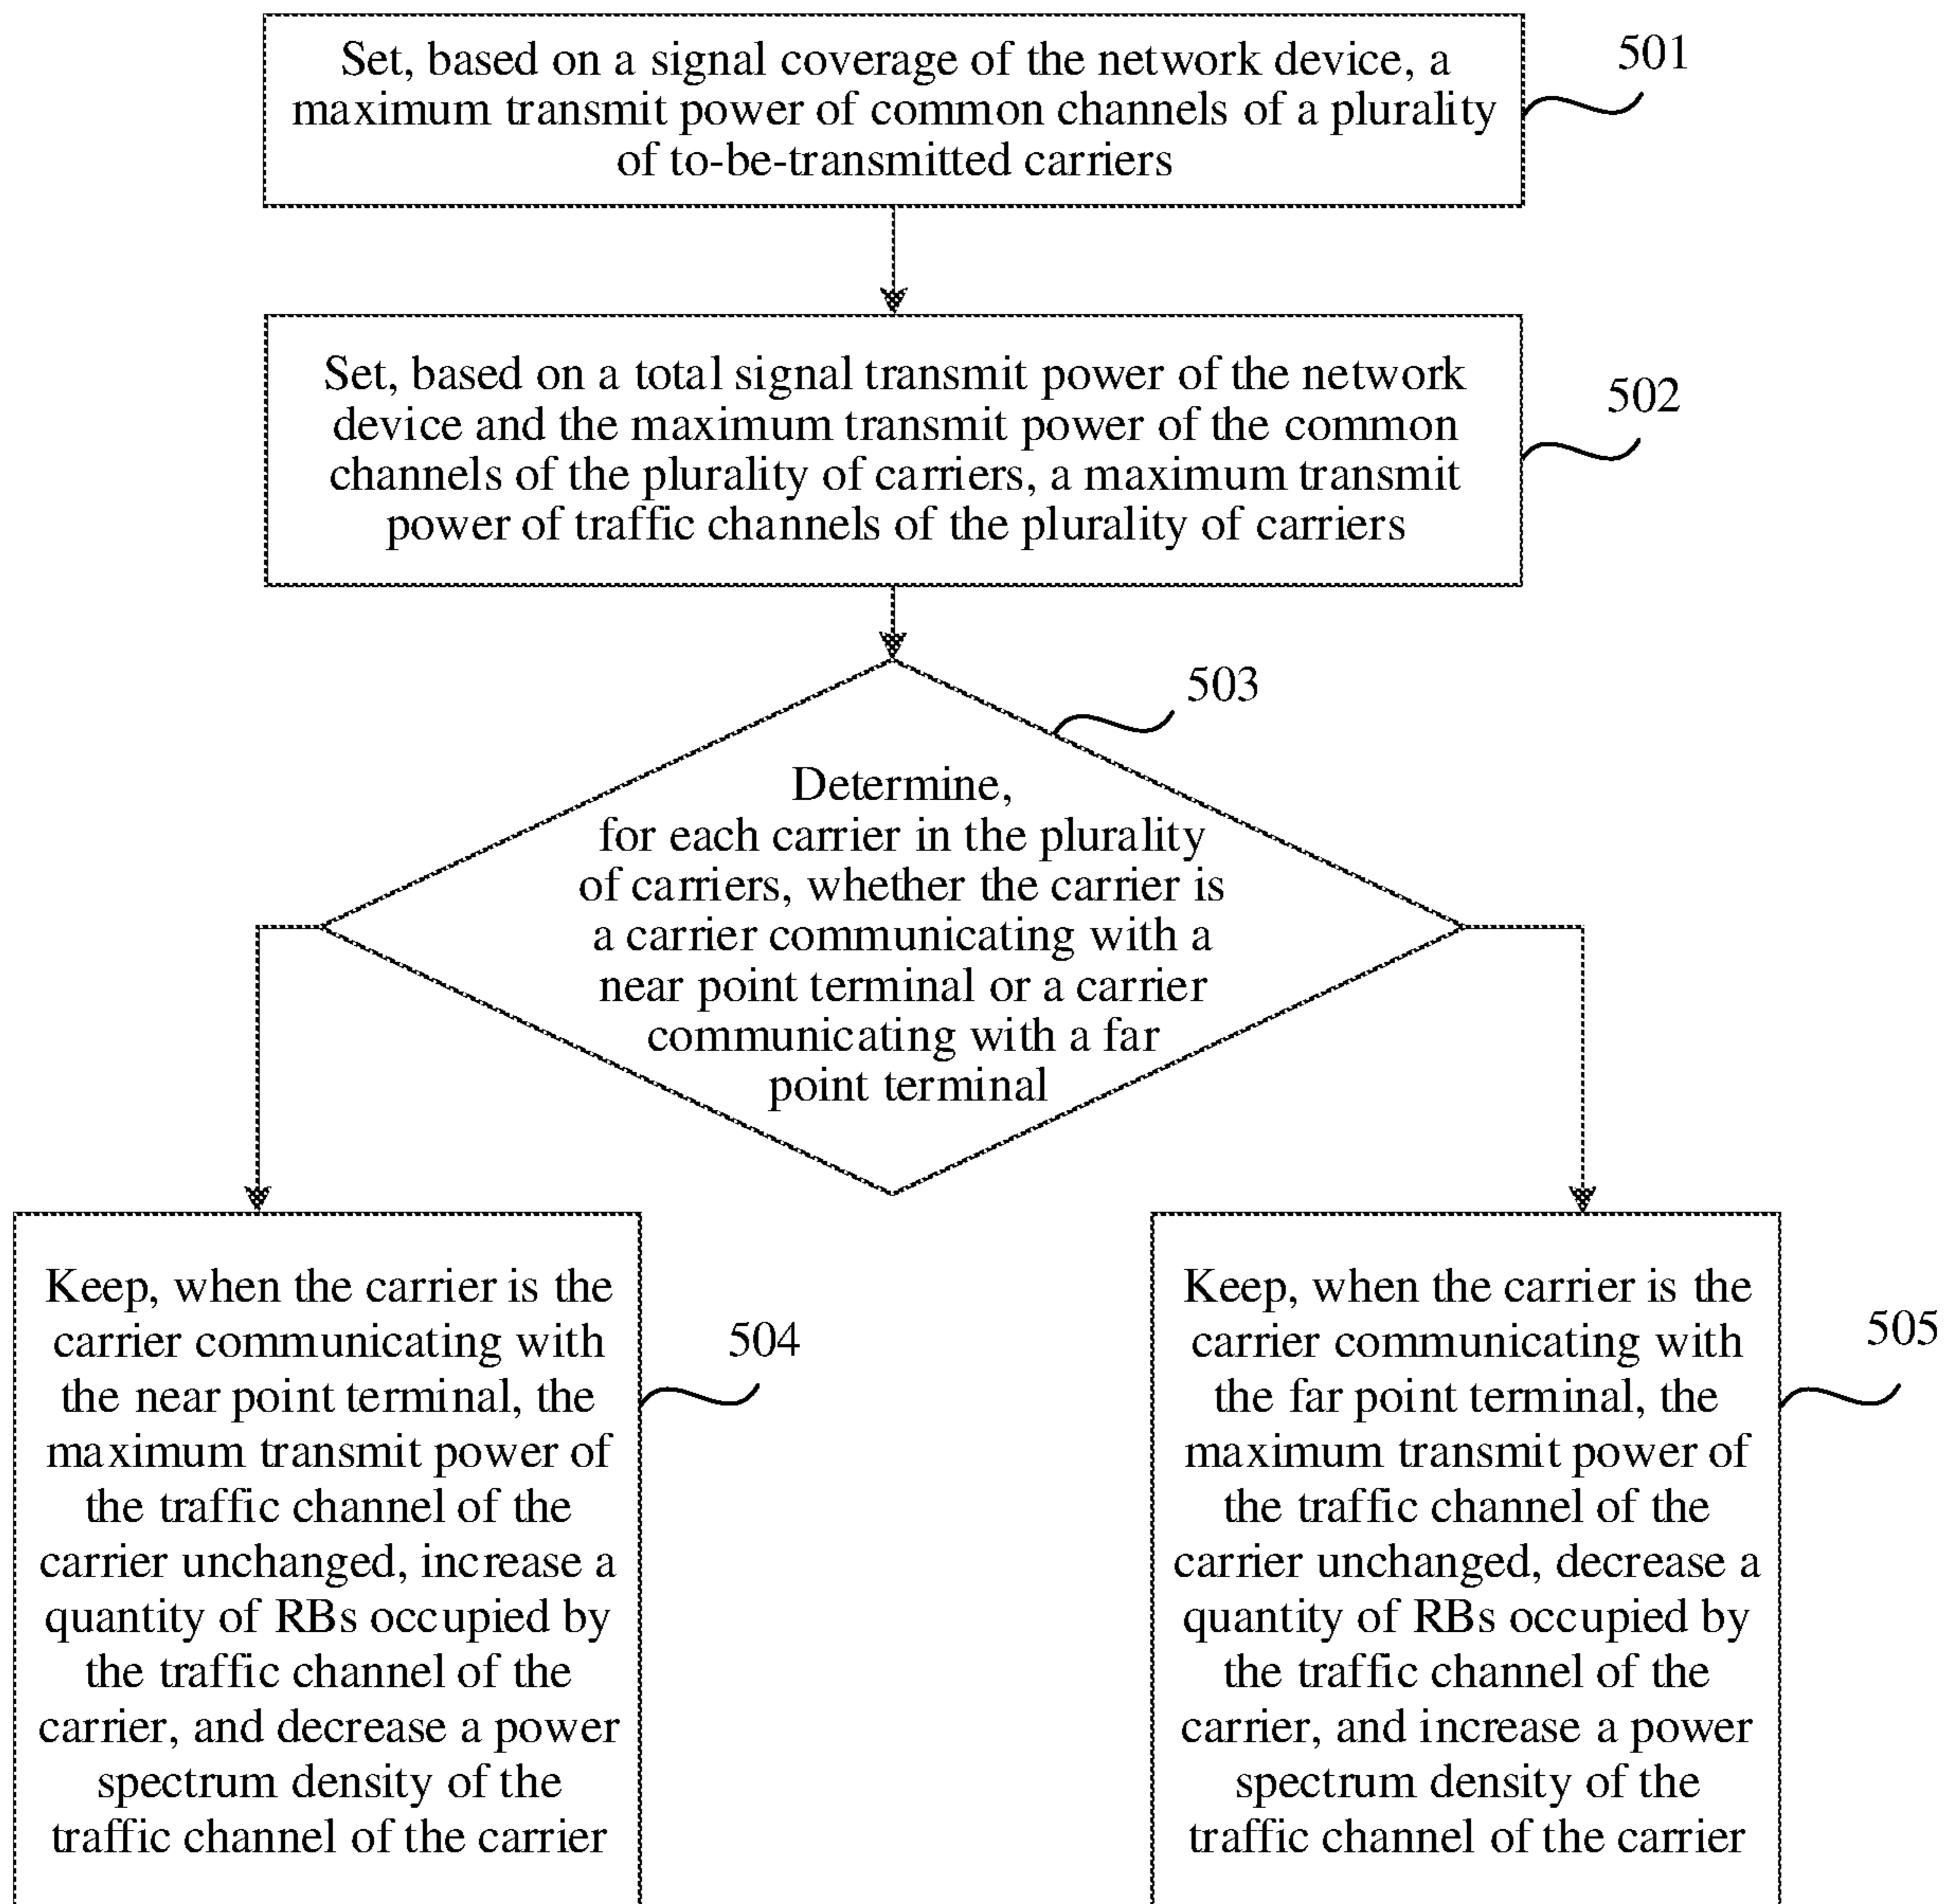 Set, based on a signal coverage of the network device, a
maximum transmit power of common channels of a plurality
of to-be-transmitted carriers
501
Set, based on a total signal transmit power of the network
device and the maximum transmit power of the common
channels of the plurality of carriers, a maximum transmit
power of traffic channels of the plurality of carriers
502
503
Determine,
for each carrier in the plurality
of carriers, whether the carrier is
a carrier communicating with a
near point terminal or a carrier
communicating with a far
point terminal
Keep, when the carrier is the
carrier communicating with
the near point terminal, the
maximum transmit power of
the traffic channel of the
carrier unchanged, increase a
quantity of RBs occupied by
the traffic channel of the
carrier, and decrease a power
spectrum density of the
traffic channel of the carrier
504
Keep, when the carrier is the
carrier communicating with
the far point terminal, the
maximum transmit power of
the traffic channel of the
carrier unchanged, decrease a
quantity of RBs occupied by
the traffic channel of the
carrier, and increase a power
spectrum density of the
traffic channel of the carrier
505